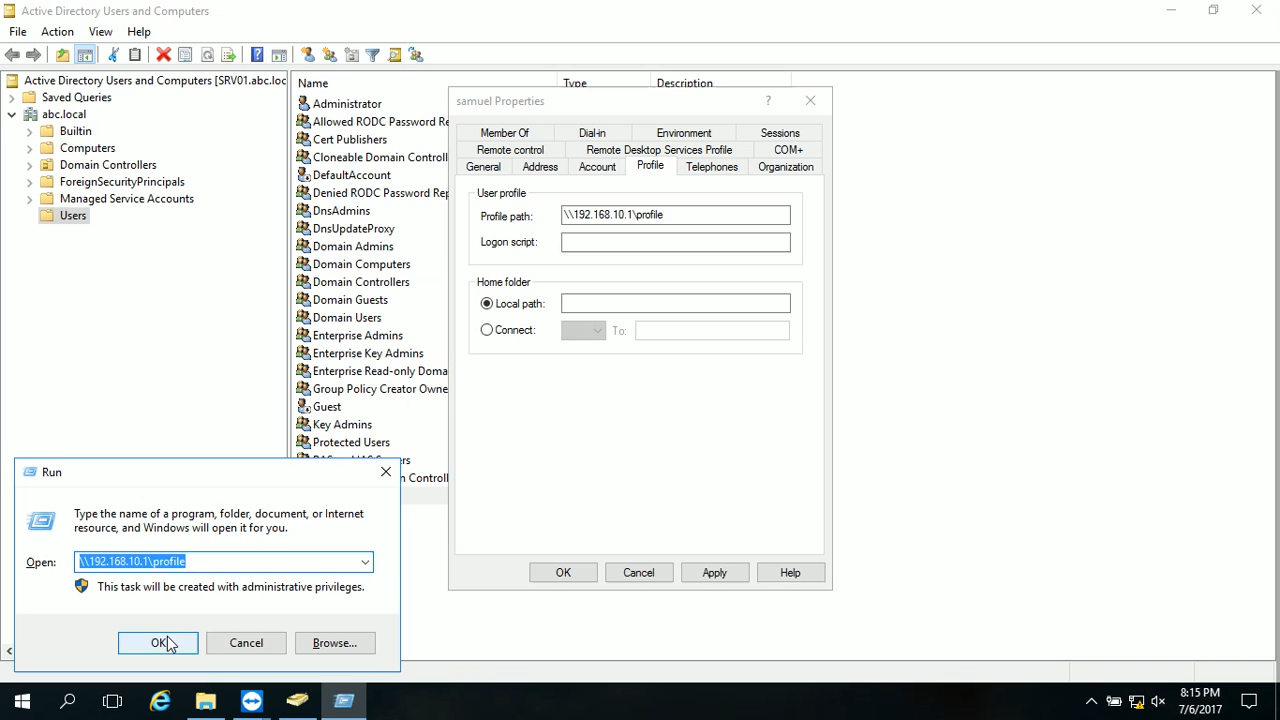 Active Directory Users and Computers
File Action View Help
Active Directory Users and Computers [SRV01.abc.loc
Saved Queries
abc.local
Builtin
Computers
Domain Controllers
ForeignSecurityPrincipals
Managed Service Accounts
Users
Name Type Description
Administrator
Allowed RODC Password Re
Cert Publishers
Cloneable Domain Controll
DefaultAccount
Denied RODC Password Rep
DnsAdmins
DnsUpdateProxy
Domain Admins
Domain Computers
Domain Controllers
Domain Guests
Domain Users
Enterprise Admins
Enterprise Key Admins
Enterprise Read-only Doma
Group Policy Creator Owne
Guest
Key Admins
Protected Users
samuel Properties
Member Of Dial-in Environment Sessions
Remote control Remote Desktop Services Profile COM+
General Address Account Profile Telephones Organization
User profile
Profile path: \\192.168.10.1\profile
Logon script:
Home folder
Local path:
Connect: To:
OK Cancel Apply Help
Run
Type the name of a program, folder, document, or Internet
resource, and Windows will open it for you.
Open: \\192.168.10.1\profile
This task will be created with administrative privileges.
OK Cancel Browse...
8:15 PM
7/6/2017